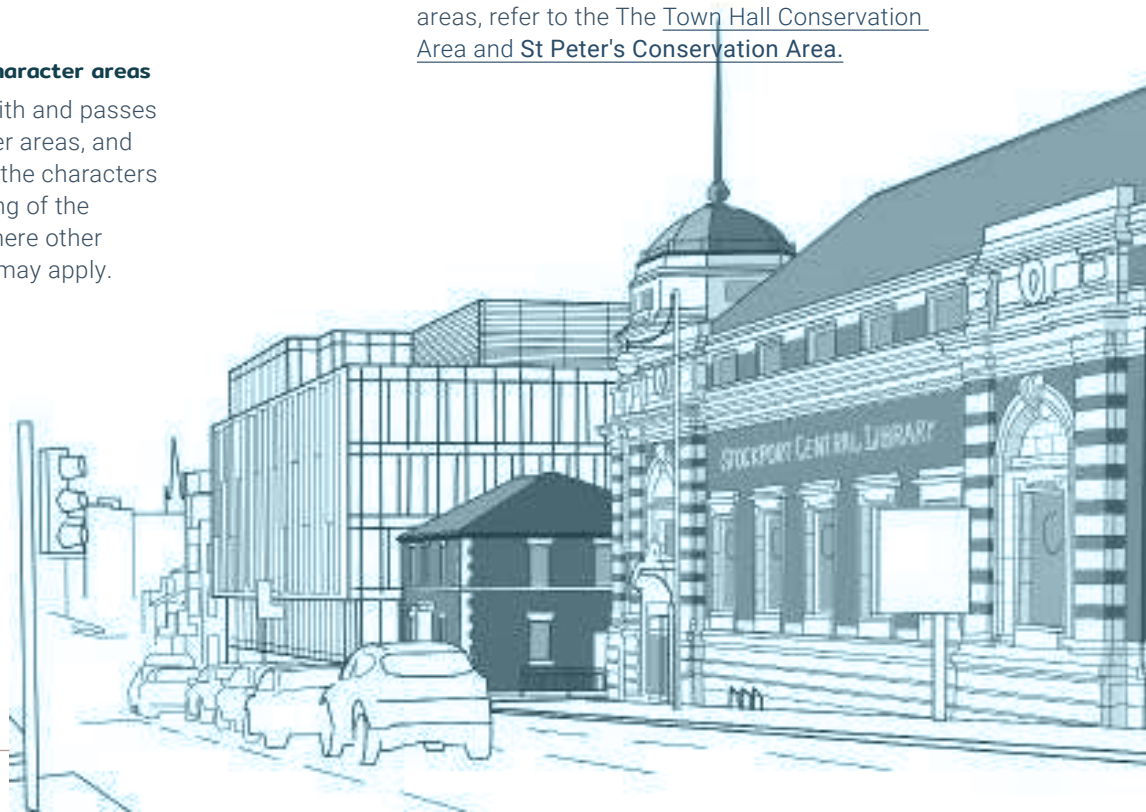 haracter areas
ith and passes
er areas, and
the characters
ng of the
here other
may apply.
areas, refer to the The Town Hall Conservation
Area and St Peter's Conservation Area.
STOCKPORT CENTRAL LIBRARY